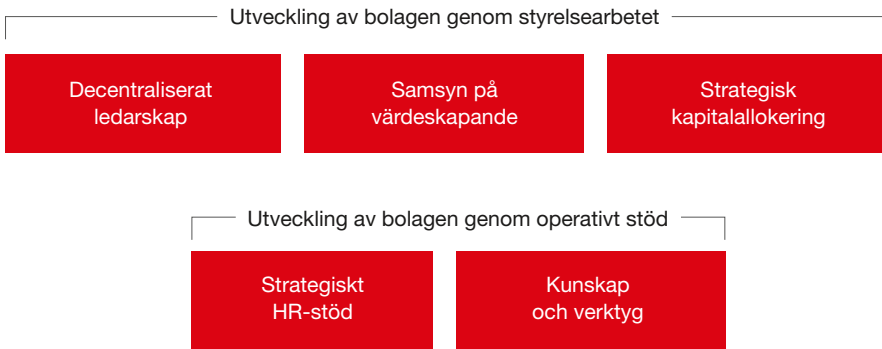 Utveckling av bolagen genom styrelsearbetet
Decentraliserat
ledarskap
Samsyn på
värdeskapande
Strategisk
kapitalallokering
Utveckling av bolagen genom operativt stöd
Strategiskt
HR-stöd
Kunskap
och verktyg